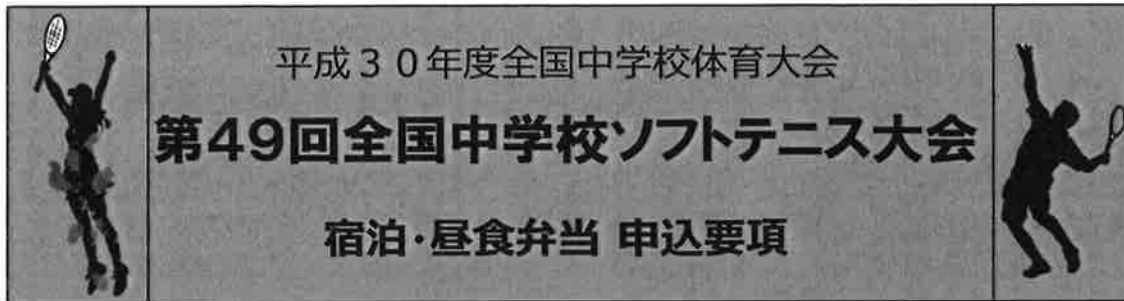 平成３０年度全国中学校体育大会
第49回全国中学校ソフトテニス大会
宿泊・昼食弁当 申込要項